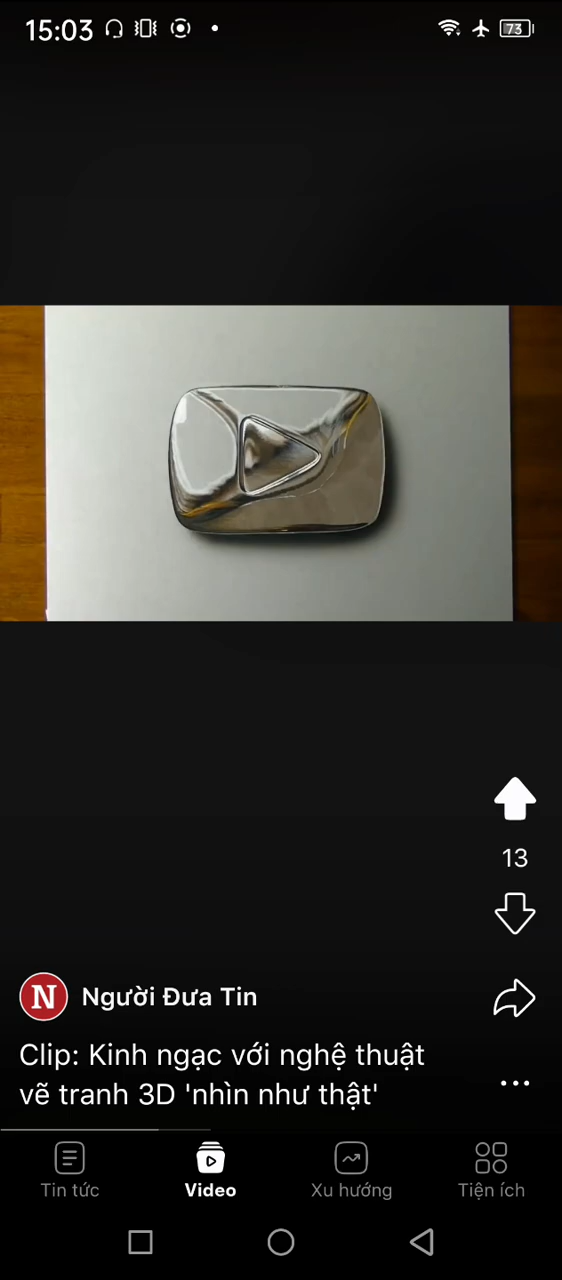 15:03
73
13
N
Người Đưa Tin
Clip: Kinh ngạc với nghệ thuật
vẽ tranh 3D 'nhìn như thật'
Tin tức
Video
Xu hướng
Tiện ích